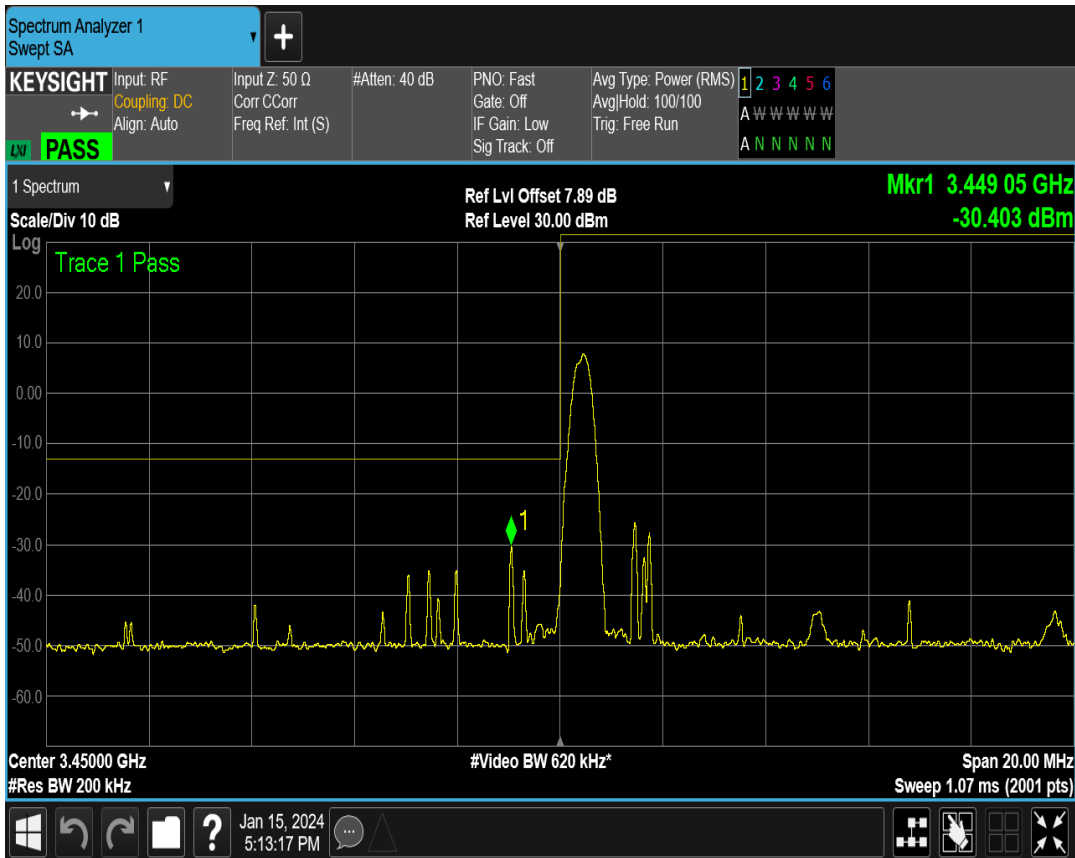 Spectrum Analyzer 1
Swept SA
+
KEYSIGHT
LXI PASS
Input: RF
Coupling: DC
Align: Auto
Input Z: 50 Ω
Corr CCorr
Freq Ref: Int (S)
#Atten: 40 dB
PNO: Fast
Gate: Off
IF Gain: Low
Sig Track: Off
Avg Type: Power (RMS)
Avg|Hold: 100/100
Trig: Free Run
1 2 3 4 5 6
A W W W W W
A N N N N N
1 Spectrum
Scale/Div 10 dB
Ref Lvl Offset 7.89 dB
Ref Level 30.00 dBm
Mkr1 3.449 05 GHz
-30.403 dBm
Log
Trace 1 Pass
20.0
10.0
0.00
-10.0
-20.0
1
-30.0
-40.0
-50.0
-60.0
Center 3.45000 GHz
#Video BW 620 kHz*
Span 20.00 MHz
#Res BW 200 kHz
Sweep 1.07 ms (2001 pts)
?
Jan 15, 2024
5:13:17 PM